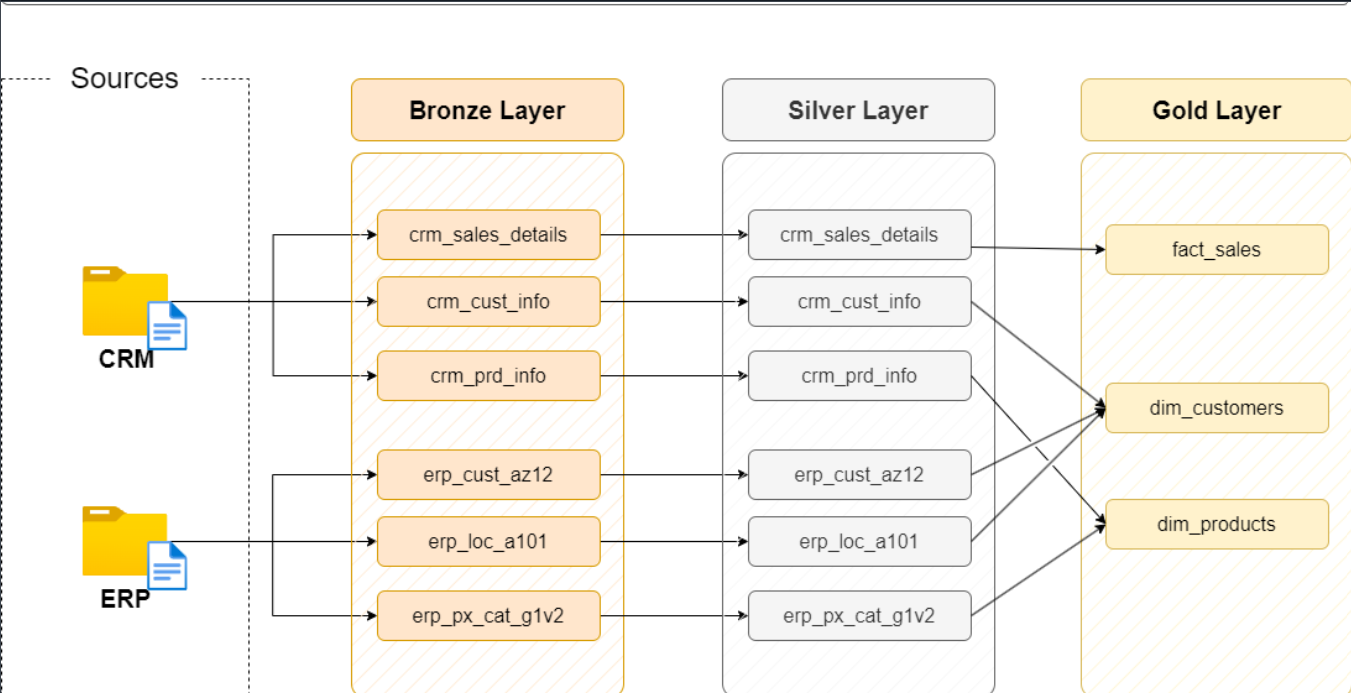 Sources
Bronze Layer
Silver Layer
Gold Layer
crm_sales_details
crm_sales_details
fact_sales
crm_cust_info
crm_cust_info
CRM
crm_prd_info
crm_prd_info
dim_customers
erp_cust_az12
erp_cust_az12
dim_products
erp_loc_a101
erp_loc_a101
ERP
erp_px_cat_g1v2
erp_px_cat_g1v2